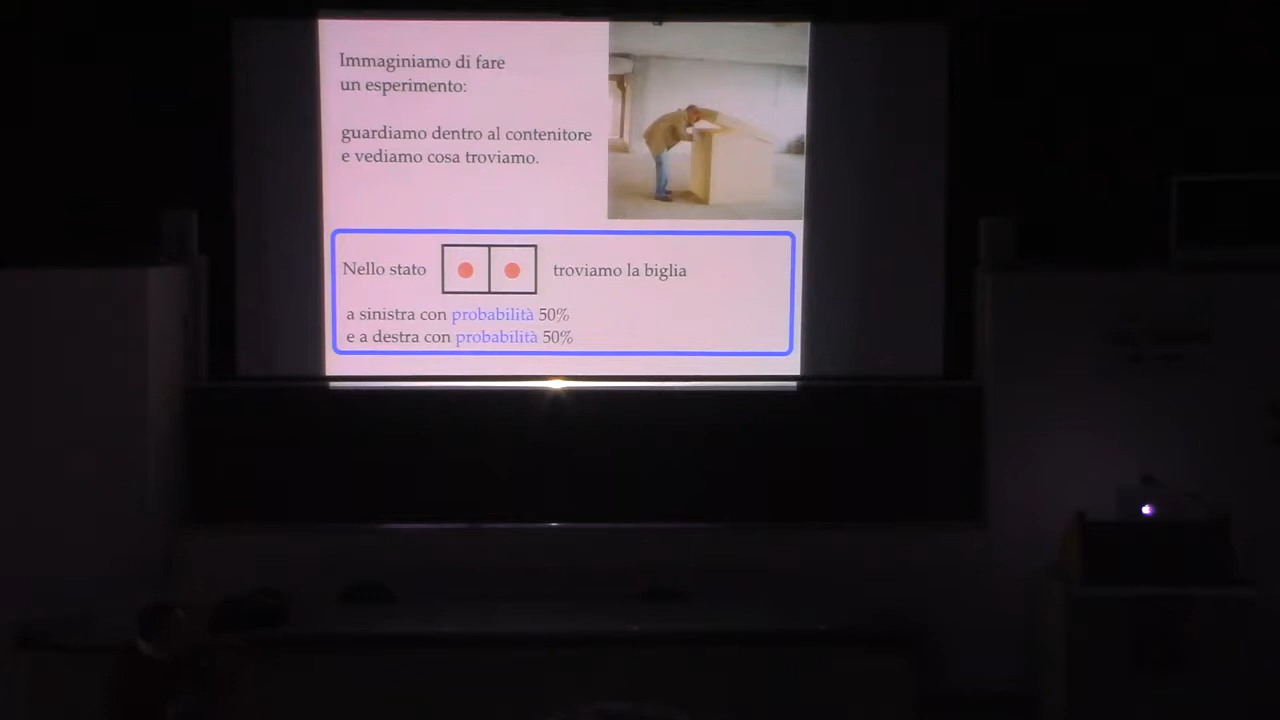 Immaginiamo di fare
un esperimento:
guardiamo dentro al contenitore
e vediamo cosa troviamo.
Nello stato troviamo la biglia
a sinistra con probabilità 50%
e a destra con probabilità 50%